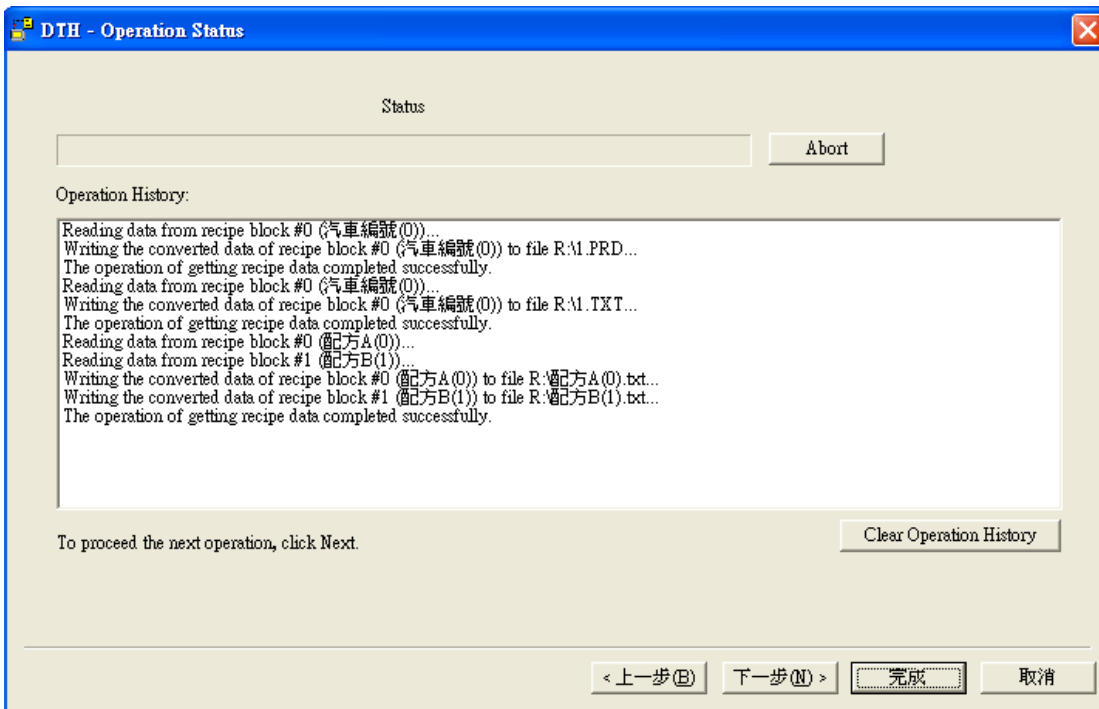 DTH - Operation Status
Status
Abort
Operation History:
Reading data from recipe block #0 (汽車編號(0))...
Writing the converted data of recipe block #0 (汽車編號(0)) to file R:\1.PRD...
The operation of getting recipe data completed successfully.
Reading data from recipe block #0 (汽車編號(0))...
Writing the converted data of recipe block #0 (汽車編號(0)) to file R:\1.TXT...
The operation of getting recipe data completed successfully.
Reading data from recipe block #0 (配方A(0))...
Reading data from recipe block #1 (配方B(1))...
Writing the converted data of recipe block #0 (配方A(0)) to file R:\配方A(0).txt...
Writing the converted data of recipe block #1 (配方B(1)) to file R:\配方B(1).txt...
The operation of getting recipe data completed successfully.
To proceed the next operation, click Next.
Clear Operation History
<上一步(B) 下一步(N)> 完成 取消